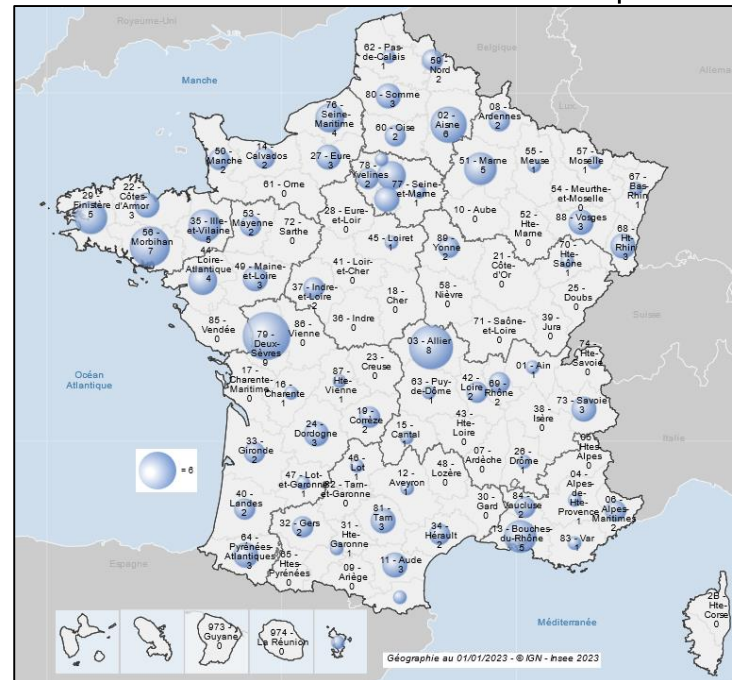 Royaume-Uni
Belgique
Allema
Lux.
Manche
62 - Pas-
de-Calais
1
59 -
Nord
2
80 - Somme
3
76 -
Seine-
Maritime
4
02 -
Aisne
6
08 -
Ardennes
2
60 - Oise
2
50 -
Manche
2
14 -
Calvados
2
27 - Eure
3
78 -
Yvelines
2
77 - Seine-
et-Marne
1
51 - Marne
5
55 -
Meuse
1
57 -
Moselle
1
67 -
Bas-
Rhin
1
54 - Meurthe-
et-Moselle
0
61 - Orne
0
29 -
Finistère
5
22 -
Côtes-
d'Armor
3
56 -
Morbihan
7
35 - Ille-
et-Vilaine
5
53 -
Mayenne
2
72 -
Sarthe
0
28 - Eure-
et-Loir
0
10 - Aube
0
52 -
Hte-
Marne
0
88 - Vosges
3
68 -
Ht-
Rhin
3
45 - Loiret
1
89 -
Yonne
2
70 -
Hte-
Saône
1
44 -
Loire-
Atlantique
4
49 - Maine-
et-Loire
3
37 - Indre-
et-Loire
2
41 - Loir-
et-Cher
0
18 -
Cher
0
58 -
Nièvre
0
21 -
Côte-
d'Or
0
25 -
Doubs
0
39 -
Jura
0
Suisse
85 -
Vendée
0
79 -
Deux-
Sèvres
9
86 -
Vienne
0
36 - Indre
0
03 - Allier
8
71 - Saône-
et-Loire
0
74 -
Hte-
Savoie
0
Océan
Atlantique
17 -
Charente-
Maritime
0
16 -
Charente
1
87 -
Hte-
Vienne
1
23 -
Creuse
0
63 - Puy-
de-Dôme
1
42 -
Loire
2
69 -
Rhône
2
01 - Ain
1
73 - Savoie
3
38 -
Isère
0
19 -
Corrèze
2
24 -
Dordogne
3
15 -
Cantal
1
43 -
Hte-
Loire
0
07 -
Ardèche
0
26 -
Drôme
1
05 -
Htes-
Alpes
0
Italie
33 -
Gironde
2
= 6
47 - Lot-
et-Garonne
1
46 -
Lot
1
82 - Tarn-
et-Garonne
0
12 -
Aveyron
1
48 -
Lozère
0
30 -
Gard
0
84 -
Vaucluse
2
04 -
Alpes-
de-Hte-
Provence
1
06 -
Alpes-
Maritimes
2
40 -
Landes
2
32 - Gers
2
31 -
Hte-
Garonne
1
81 -
Tarn
3
34 -
Hérault
2
13 - Bouches-
du-Rhône
5
83 - Var
1
64 -
Pyrénées-
Atlantiques
3
65 -
Htes-
Pyrénées
0
09 -
Ariège
0
11 - Aude
3
Espagne
Méditerranée
2B -
Hte-
Corse
0
973 -
Guyane
0
974 -
La Réunion
0
Géographie au 01/01/2023 - © IGN - Insee 2023